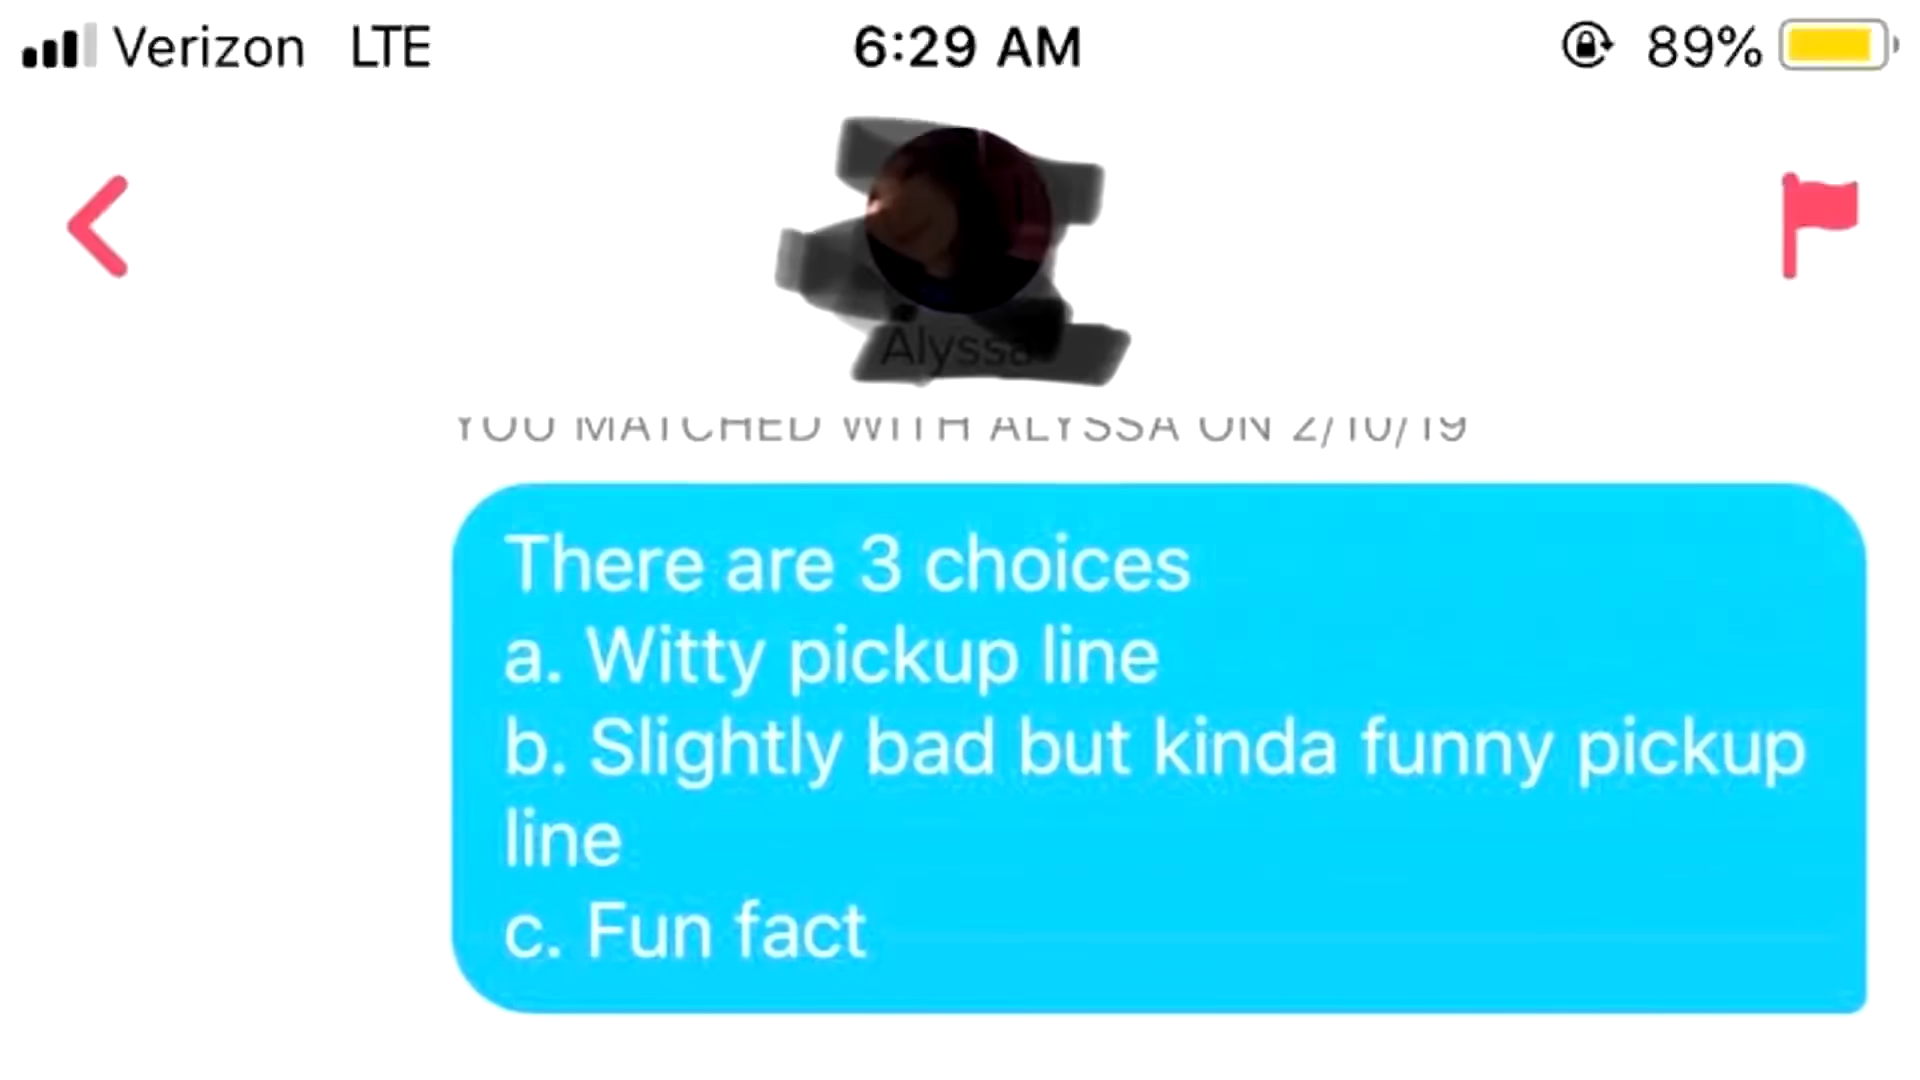 Verizon LTE 6:29 AM 89%
Alyssa
YOU MATCHED WITH ALYSSA ON 2/10/19
There are 3 choices
a. Witty pickup line
b. Slightly bad but kinda funny pickup
line
c. Fun fact